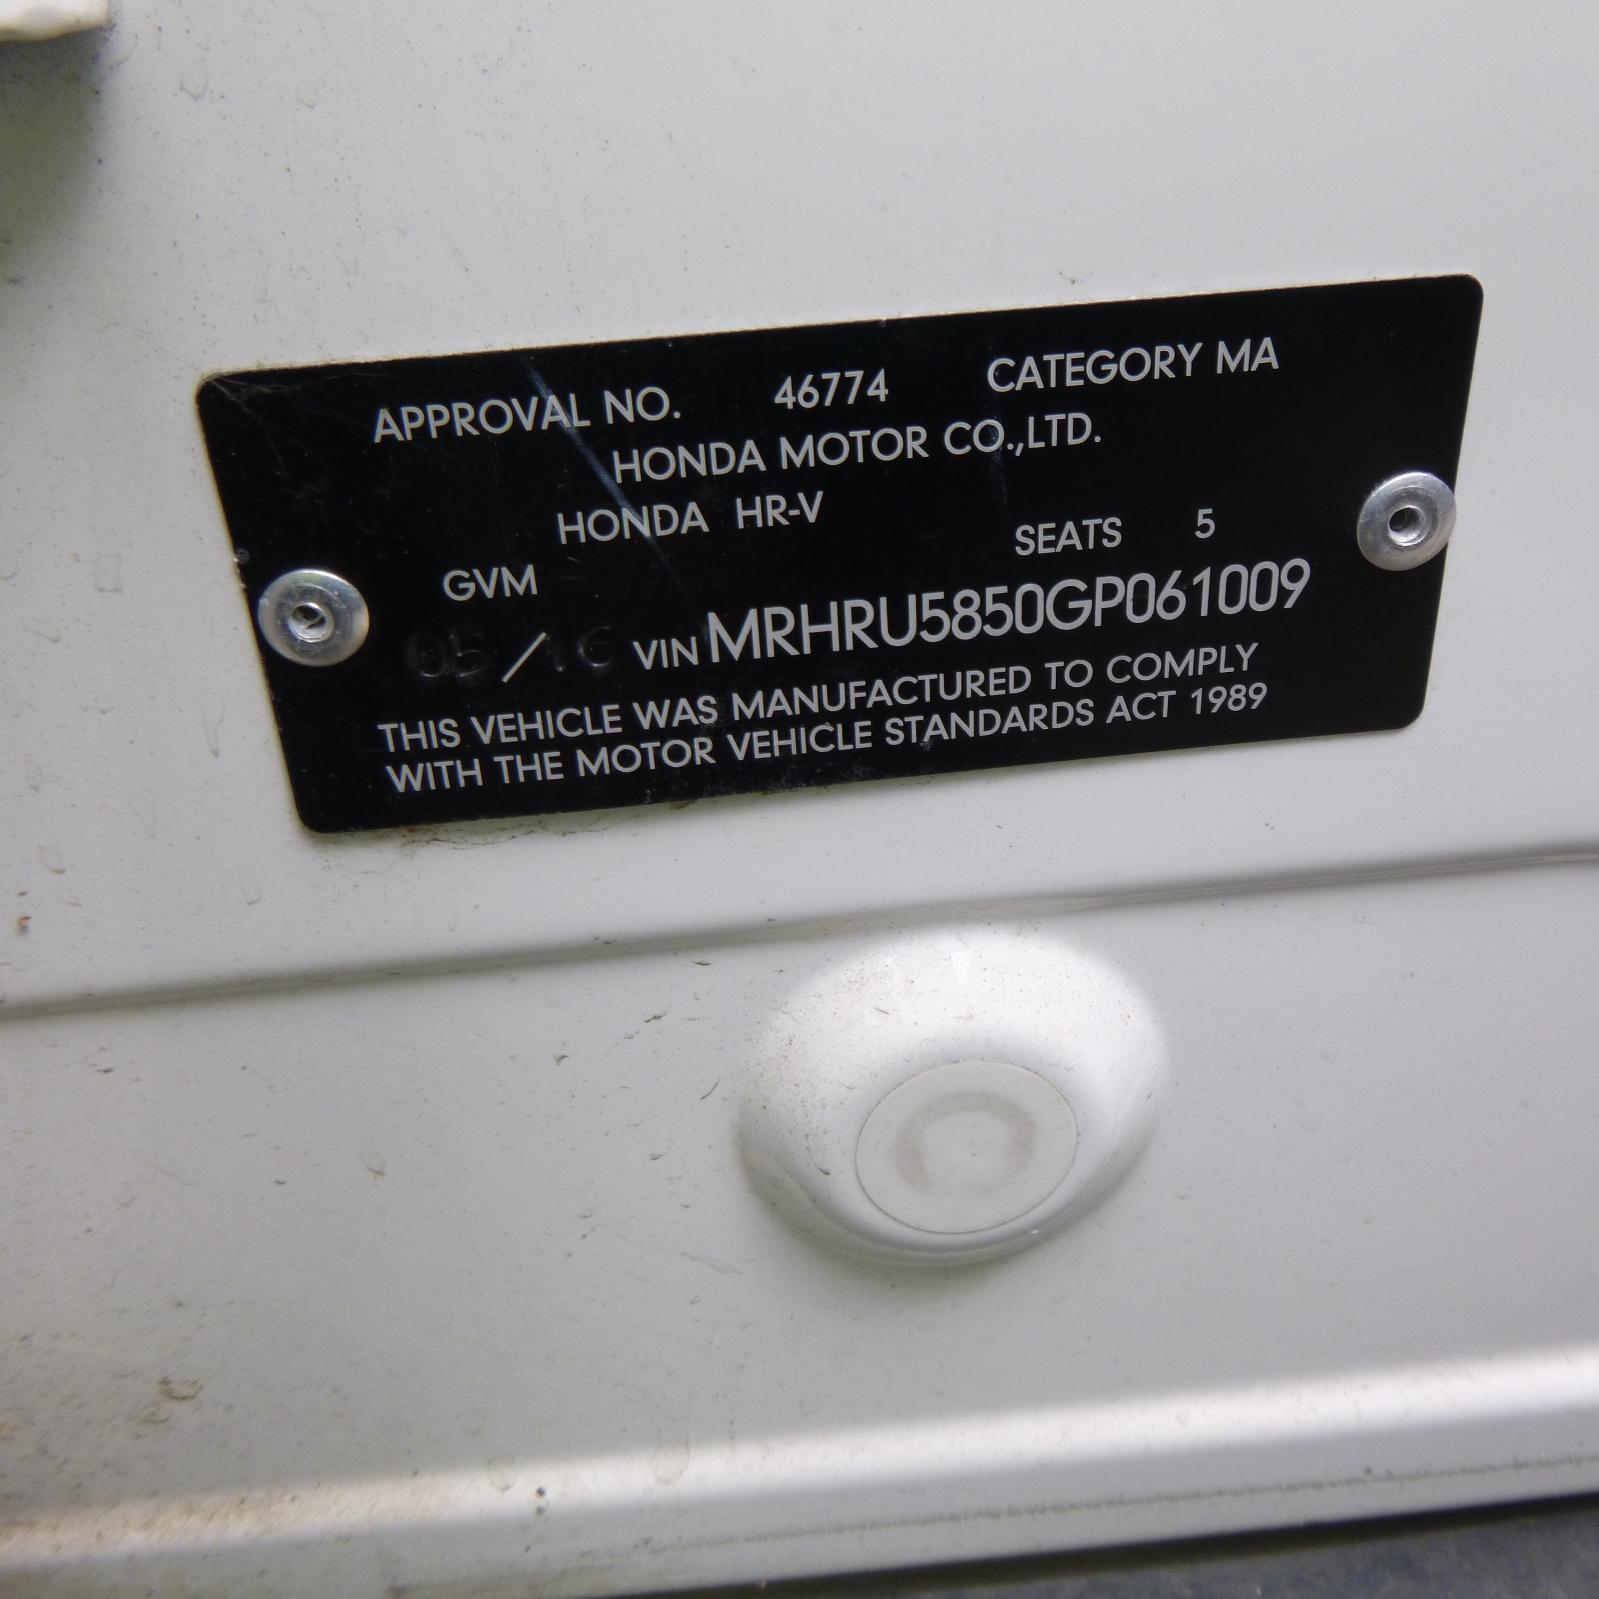 APPROVAL NO. 46774 CATEGORY MA
HONDA MOTOR CO.,LTD.
HONDA HR-V
GVM SEATS 5
05/16 VIN MRHRU5850GP061009
THIS VEHICLE WAS MANUFACTURED TO COMPLY
WITH THE MOTOR VEHICLE STANDARDS ACT 1989